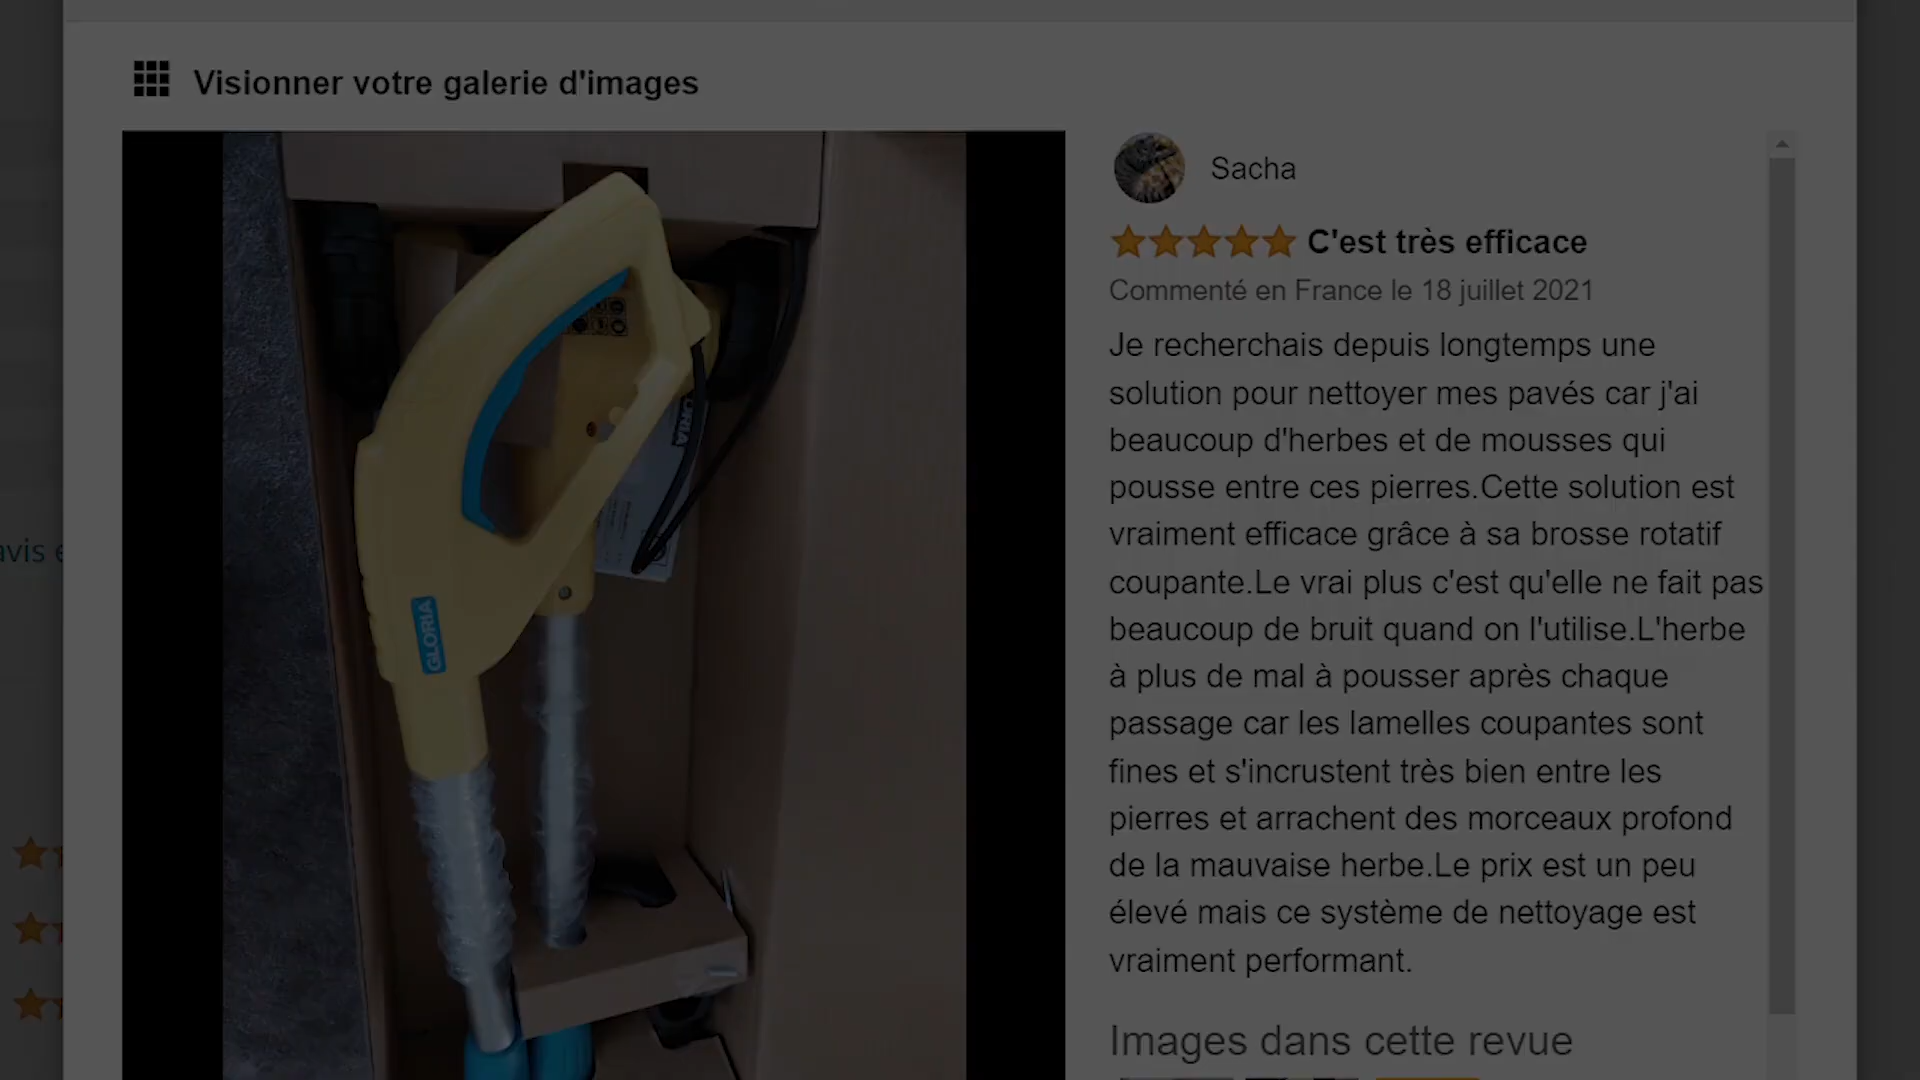 Visionner votre galerie d'images
Sacha
C'est très efficace
Commenté en France le 18 juillet 2021
Je recherchais depuis longtemps une
solution pour nettoyer mes pavés car j'ai
beaucoup d'herbes et de mousses qui
pousse entre ces pierres.Cette solution est
vraiment efficace grâce à sa brosse rotatif
coupante.Le vrai plus c'est qu'elle ne fait pas
beaucoup de bruit quand on l'utilise.L'herbe
à plus de mal à pousser après chaque
passage car les lamelles coupantes sont
fines et s'incrustent très bien entre les
pierres et arrachent des morceaux profond
de la mauvaise herbe.Le prix est un peu
élevé mais ce système de nettoyage est
vraiment performant.
Images dans cette revue
avis e
GLORIA
ORIA